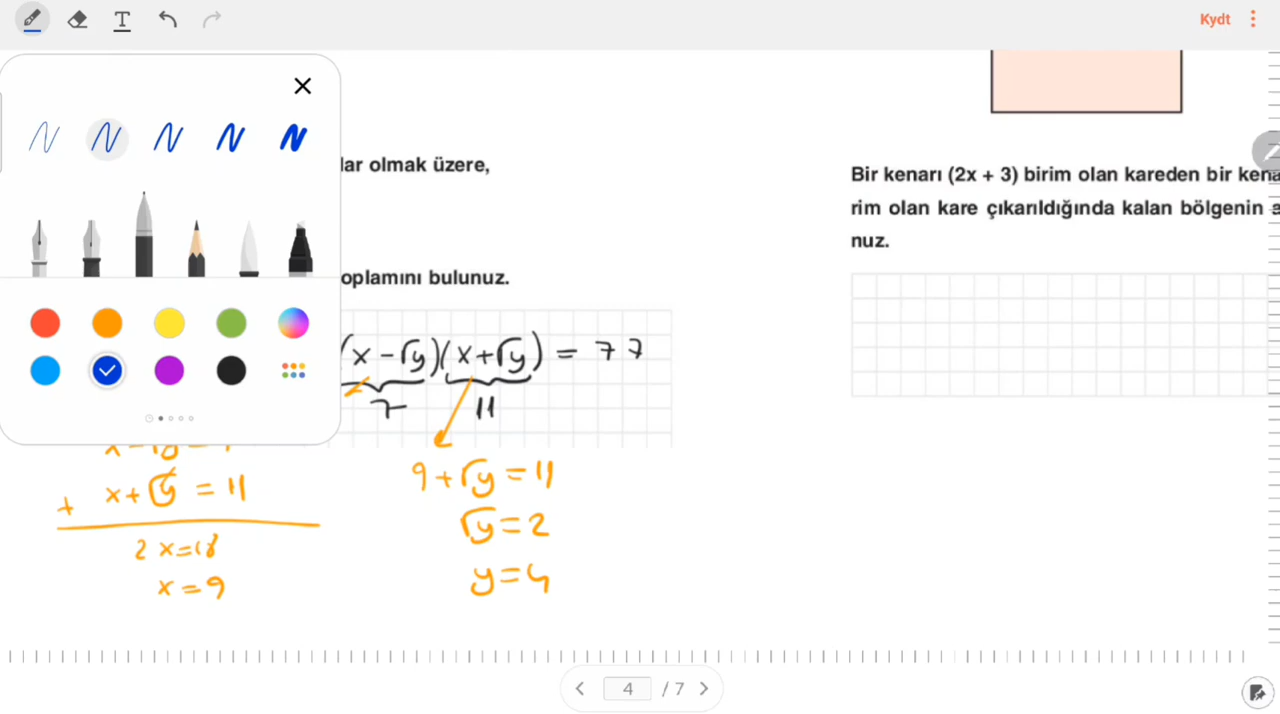 T
Kydt
lar olmak üzere,
oplamını bulunuz.
(x - √y)(x + √y) = 77
7 11
x + √y = 11
+
2x = 18
x = 9
9 + √y = 11
√y = 2
y = 4
Bir kenarı (2x + 3) birim olan kareden bir kena
rim olan kare çıkarıldığında kalan bölgenin a
nuz.
4 / 7